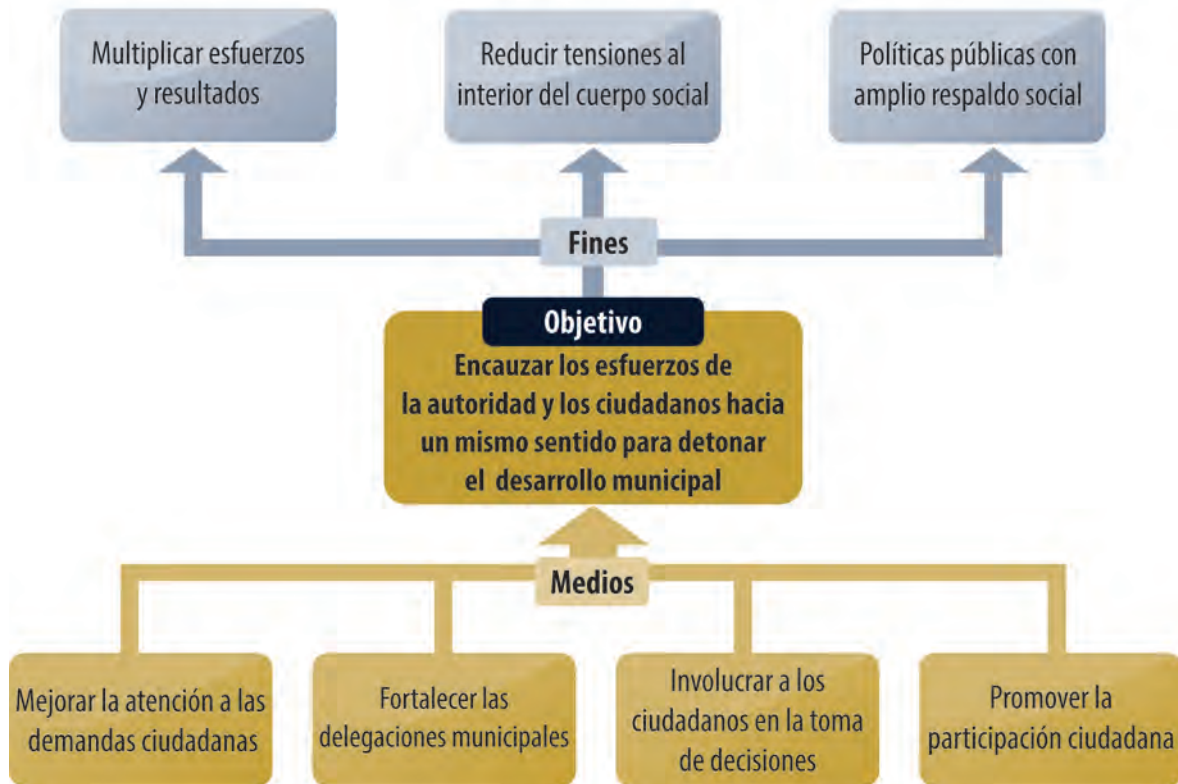 Multiplicar esfuerzos
y resultados
Reducir tensiones al
interior del cuerpo social
Políticas públicas con
amplio respaldo social
Fines
Objetivo
Encauzar los esfuerzos de
la autoridad y los ciudadanos hacia
un mismo sentido para detonar
el desarrollo municipal
Medios
Mejorar la atención a las
demandas ciudadanas
Fortalecer las
delegaciones municipales
Involucrar a los
ciudadanos en la toma
de decisiones
Promover la
participación ciudadana